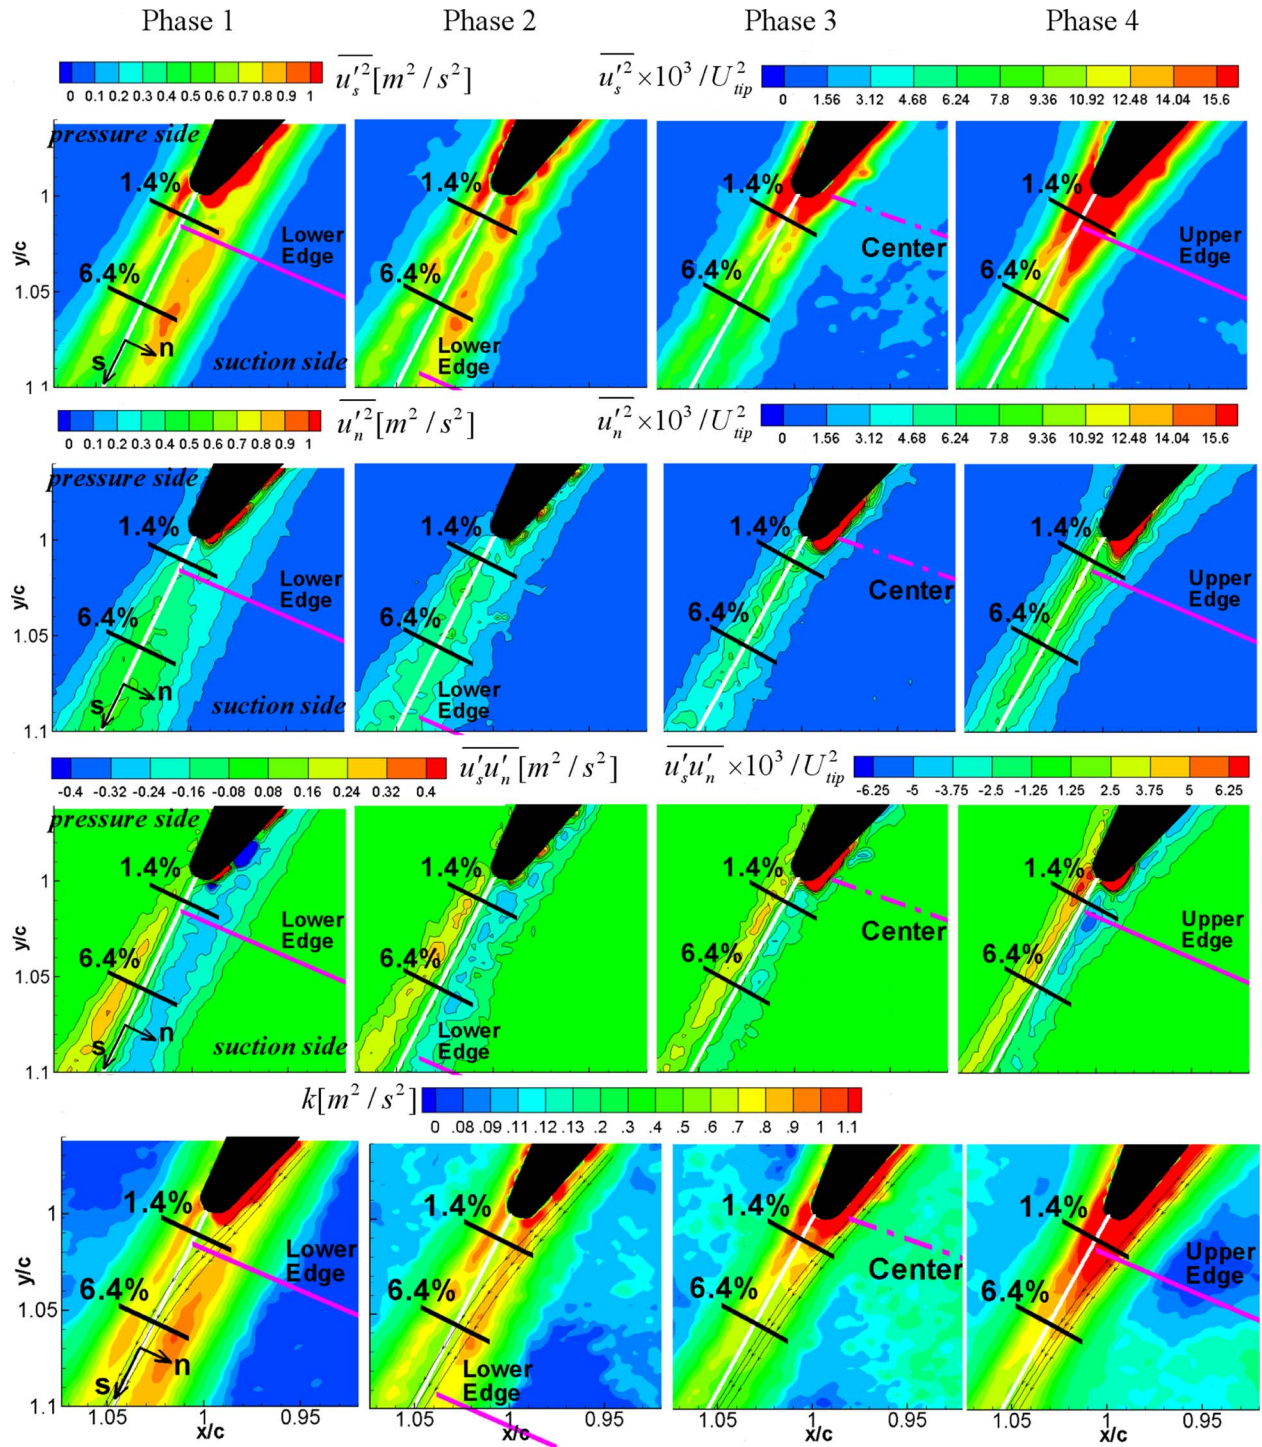 Phase 1 Phase 2 Phase 3 Phase 4
u's² [m² / s²] u's² ×10³ / U²tip
0 0.1 0.2 0.3 0.4 0.5 0.6 0.7 0.8 0.9 1 0 1.56 3.12 4.68 6.24 7.8 9.36 10.92 12.48 14.04 15.6
pressure side
1.4% 1.4% 1.4% 1.4%
1
y/c
Lower Edge Center Upper Edge
6.4% 6.4% 6.4% 6.4%
1.05
Lower Edge
s n
suction side
1 1
u'n² [m² / s²] u'n² ×10³ / U²tip
0 0.1 0.2 0.3 0.4 0.5 0.6 0.7 0.8 0.9 1 0 1.56 3.12 4.68 6.24 7.8 9.36 10.92 12.48 14.04 15.6
pressure side
1.4% 1.4% 1.4% 1.4%
1
y/c
Lower Edge Center Upper Edge
6.4% 6.4% 6.4% 6.4%
1.05
Lower Edge
s n
suction side
1.1
u's u'n [m² / s²] u's u'n ×10³ / U²tip
-0.4 -0.32 -0.24 -0.16 -0.08 0.08 0.16 0.24 0.32 0.4 -6.25 -5 -3.75 -2.5 -1.25 1.25 2.5 3.75 5 6.25
pressure side
1.4% 1.4% 1.4% 1.4%
1
y/c
Lower Edge Center Upper Edge
6.4% 6.4% 6.4% 6.4%
1.05
Lower Edge
s n
suction side
1.1
k[m² / s²]
0 .08 .09 .11 .12 .13 .2 .3 .4 .5 .6 .7 .8 .9 1 1.1
1.4% 1.4% 1.4% 1.4%
1
y/c
Lower Edge Center Upper Edge
6.4% 6.4% 6.4% 6.4%
1.05
Lower Edge
s n
1.1
1.05 1 0.95 1.05 1 0.95 1.05 1 0.95 1.05 1 0.95
x/c x/c x/c x/c